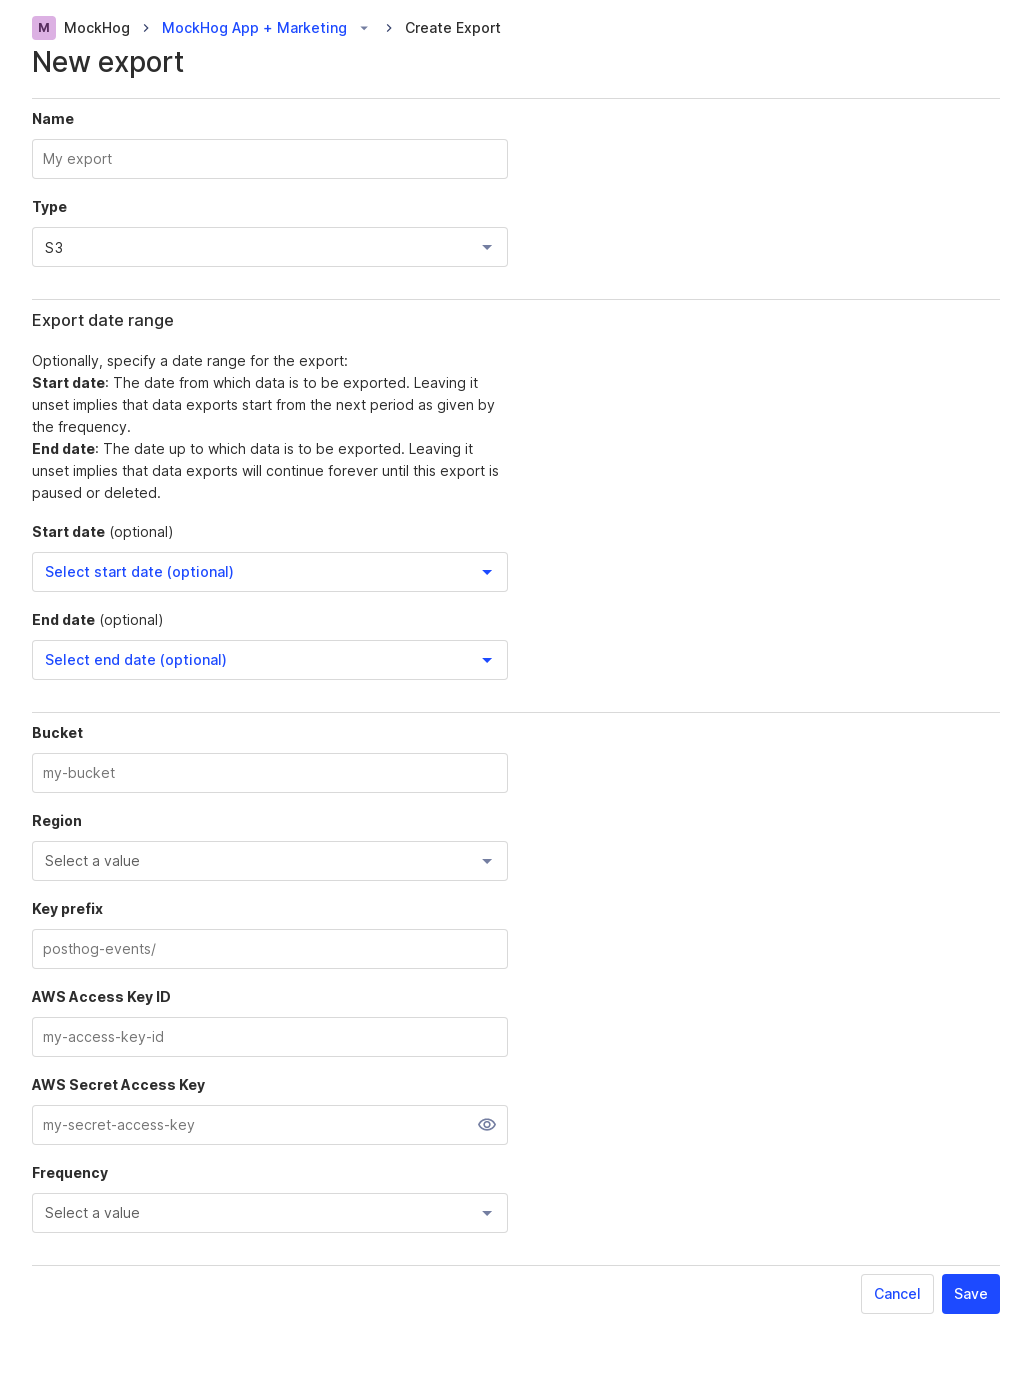 M MockHog MockHog App + Marketing Create Export
New export
Name
My export
Type
S3
Export date range
Optionally, specify a date range for the export:
Start date: The date from which data is to be exported. Leaving it
unset implies that data exports start from the next period as given by
the frequency.
End date: The date up to which data is to be exported. Leaving it
unset implies that data exports will continue forever until this export is
paused or deleted.
Start date (optional)
Select start date (optional)
End date (optional)
Select end date (optional)
Bucket
my-bucket
Region
Select a value
Key prefix
posthog-events/
AWS Access Key ID
my-access-key-id
AWS Secret Access Key
my-secret-access-key
Frequency
Select a value
Cancel Save